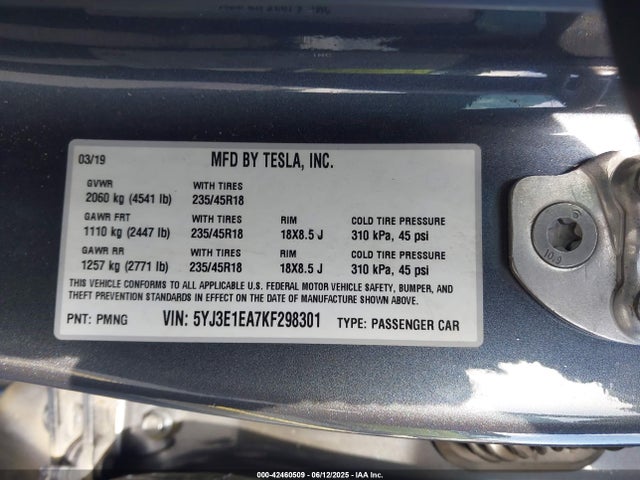 03/19 MFD BY TESLA, INC.
GVWR WITH TIRES
2060 kg (4541 lb) 235/45R18
GAWR FRT WITH TIRES RIM COLD TIRE PRESSURE
1110 kg (2447 lb) 235/45R18 18X8.5 J 310 kPa, 45 psi
GAWR RR WITH TIRES RIM COLD TIRE PRESSURE
1257 kg (2771 lb) 235/45R18 18X8.5 J 310 kPa, 45 psi
THIS VEHICLE CONFORMS TO ALL APPLICABLE U.S. FEDERAL MOTOR VEHICLE SAFETY, BUMPER, AND
THEFT PREVENTION STANDARDS IN EFFECT ON THE DATE OF MANUFACTURE SHOWN ABOVE.
PNT: PMNG VIN: 5YJ3E1EA7KF298301 TYPE: PASSENGER CAR
10.9
000-42460509 - 06/12/2025 - Copyright IAA, Inc.